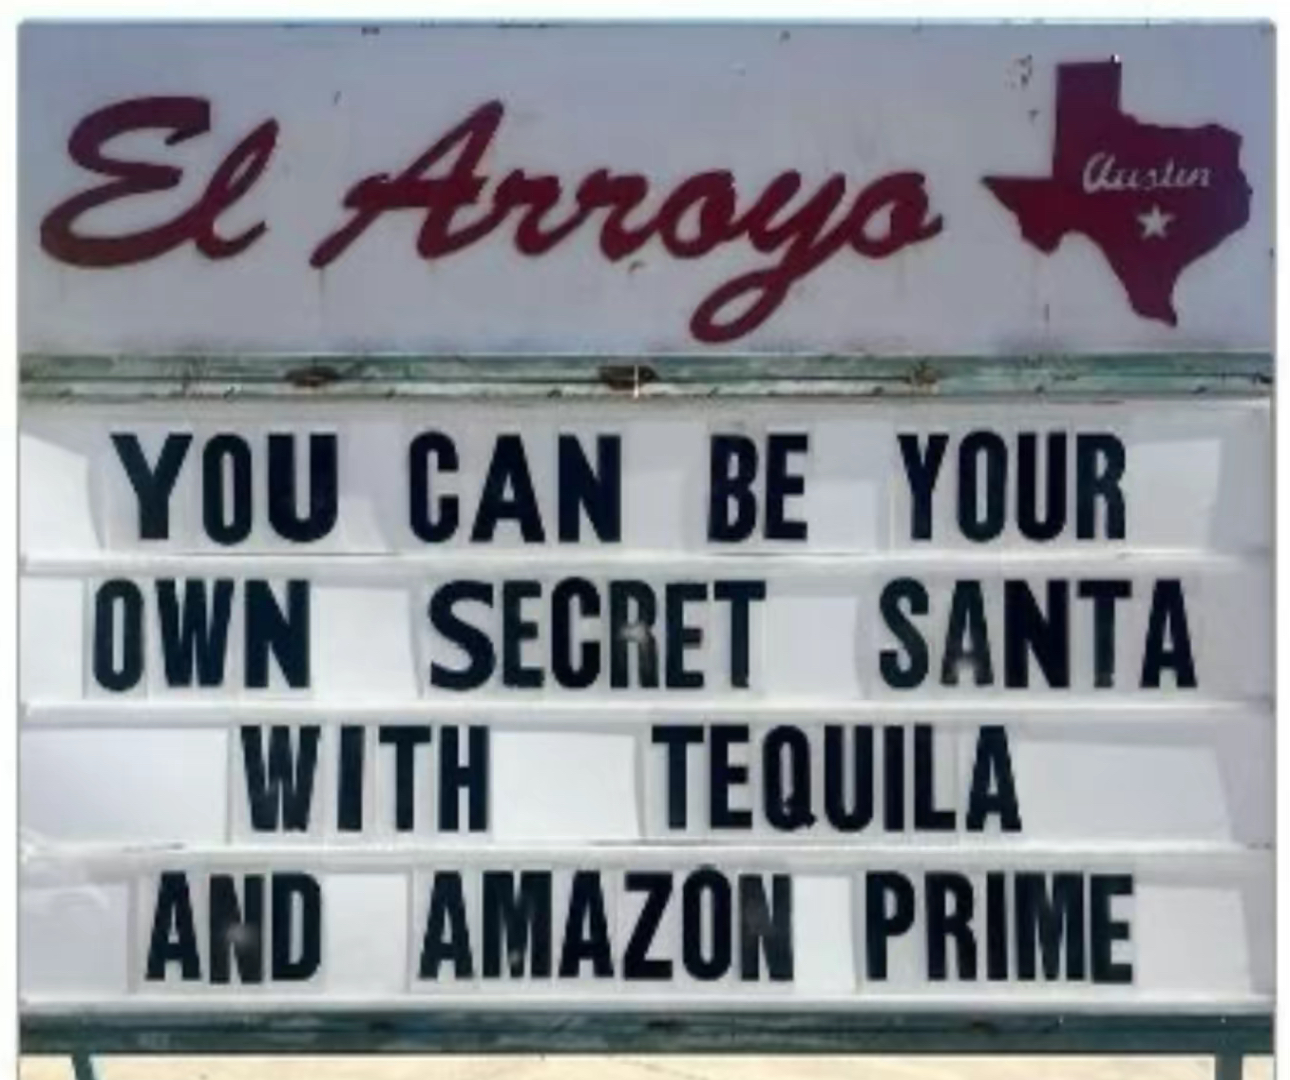 El Arroyo
Austin
YOU CAN BE YOUR
OWN SECRET SANTA
WITH TEQUILA
AND AMAZON PRIME